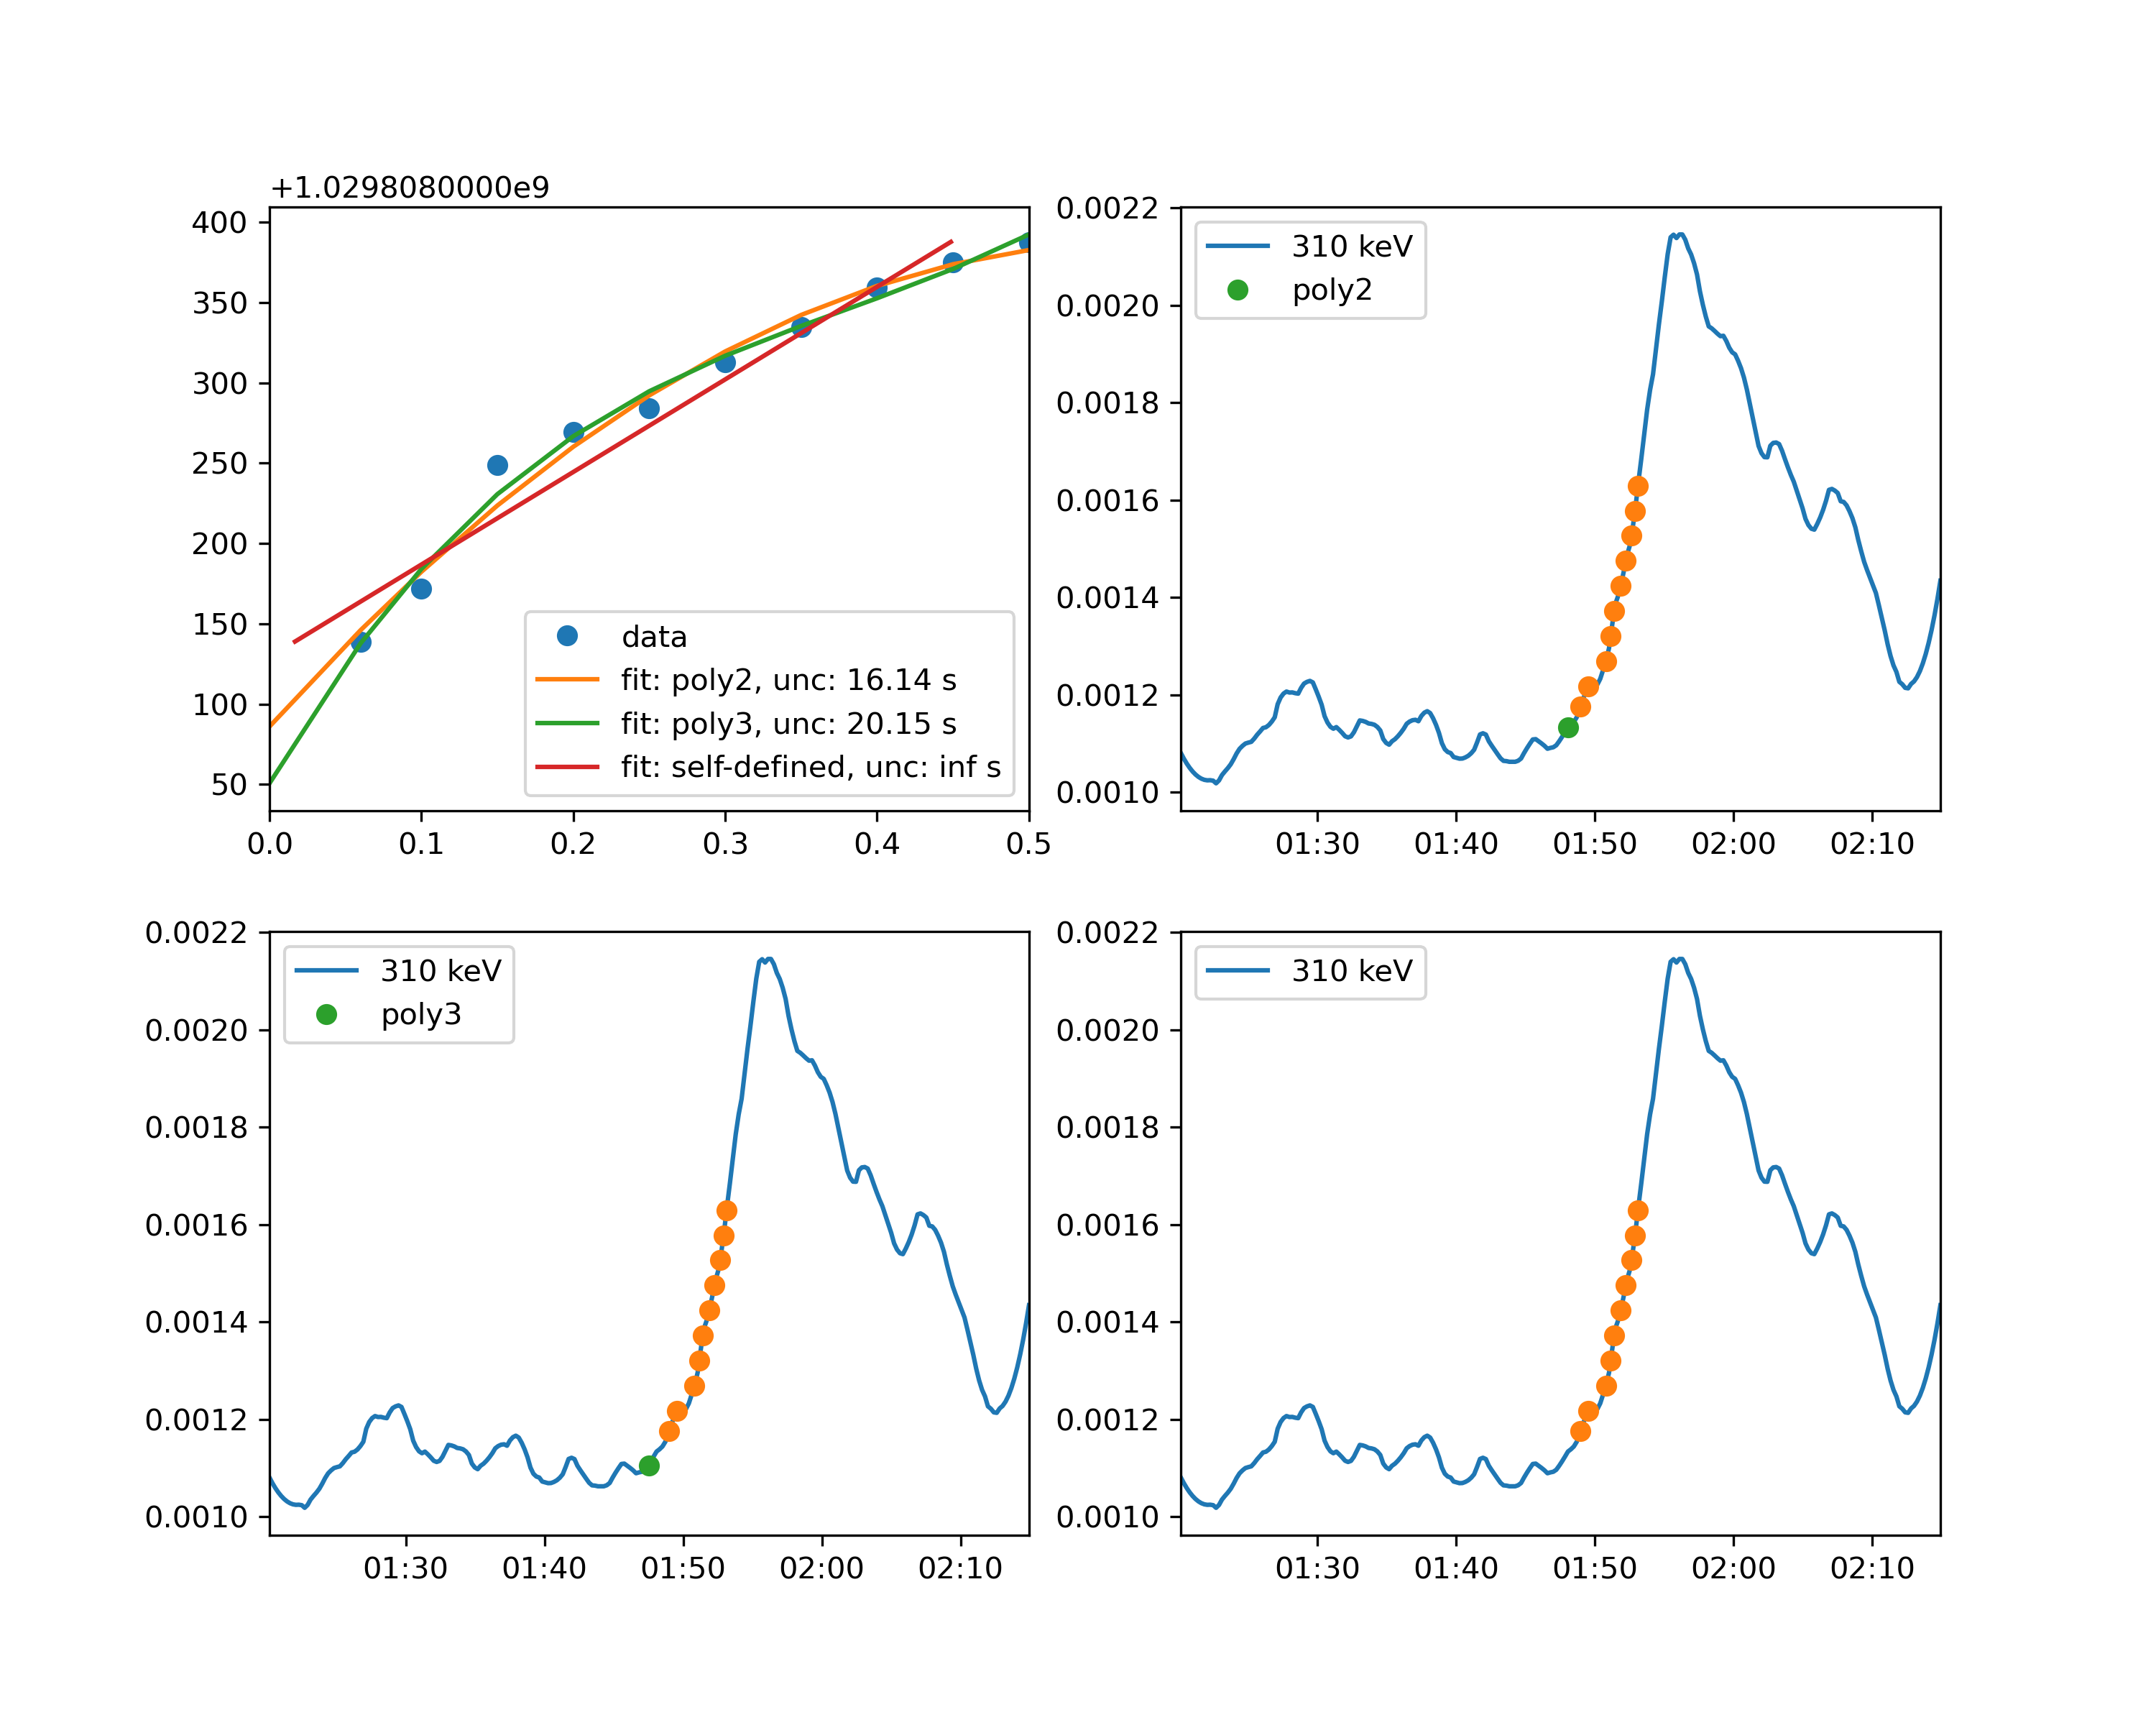 +1.0298080000e9
400
350
300
250
200
150
100
50
0.0 0.1 0.2 0.3 0.4 0.5
data
fit: poly2, unc: 16.14 s
fit: poly3, unc: 20.15 s
fit: self-defined, unc: inf s
0.0022
0.0020
0.0018
0.0016
0.0014
0.0012
0.0010
01:30 01:40 01:50 02:00 02:10
310 keV
poly2
0.0022
0.0020
0.0018
0.0016
0.0014
0.0012
0.0010
01:30 01:40 01:50 02:00 02:10
310 keV
poly3
0.0022
0.0020
0.0018
0.0016
0.0014
0.0012
0.0010
01:30 01:40 01:50 02:00 02:10
310 keV